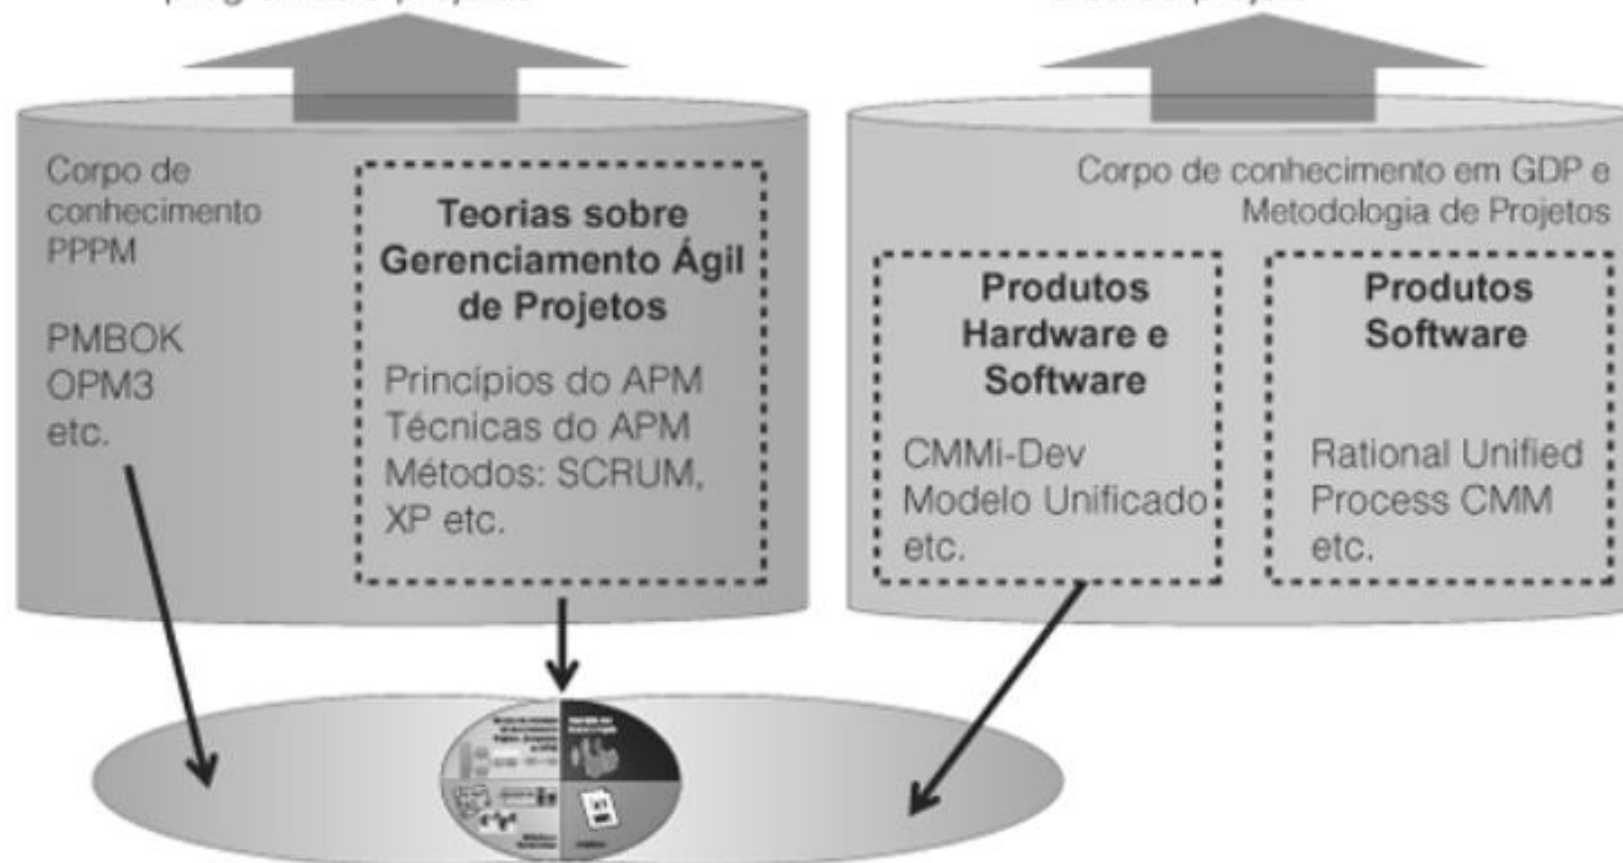 Corpo de
conhecimento
PPPM
PMBOK
OPM3
etc.
Teorias sobre
Gerenciamento Ágil
de Projetos
Princípios do APM
Técnicas do APM
Métodos: SCRUM,
XP etc.
Corpo de conhecimento em GDP e
Metodologia de Projetos
Produtos
Hardware e
Software
CMMi-Dev
Modelo Unificado
etc.
Produtos
Software
Rational Unified
Process CMM
etc.